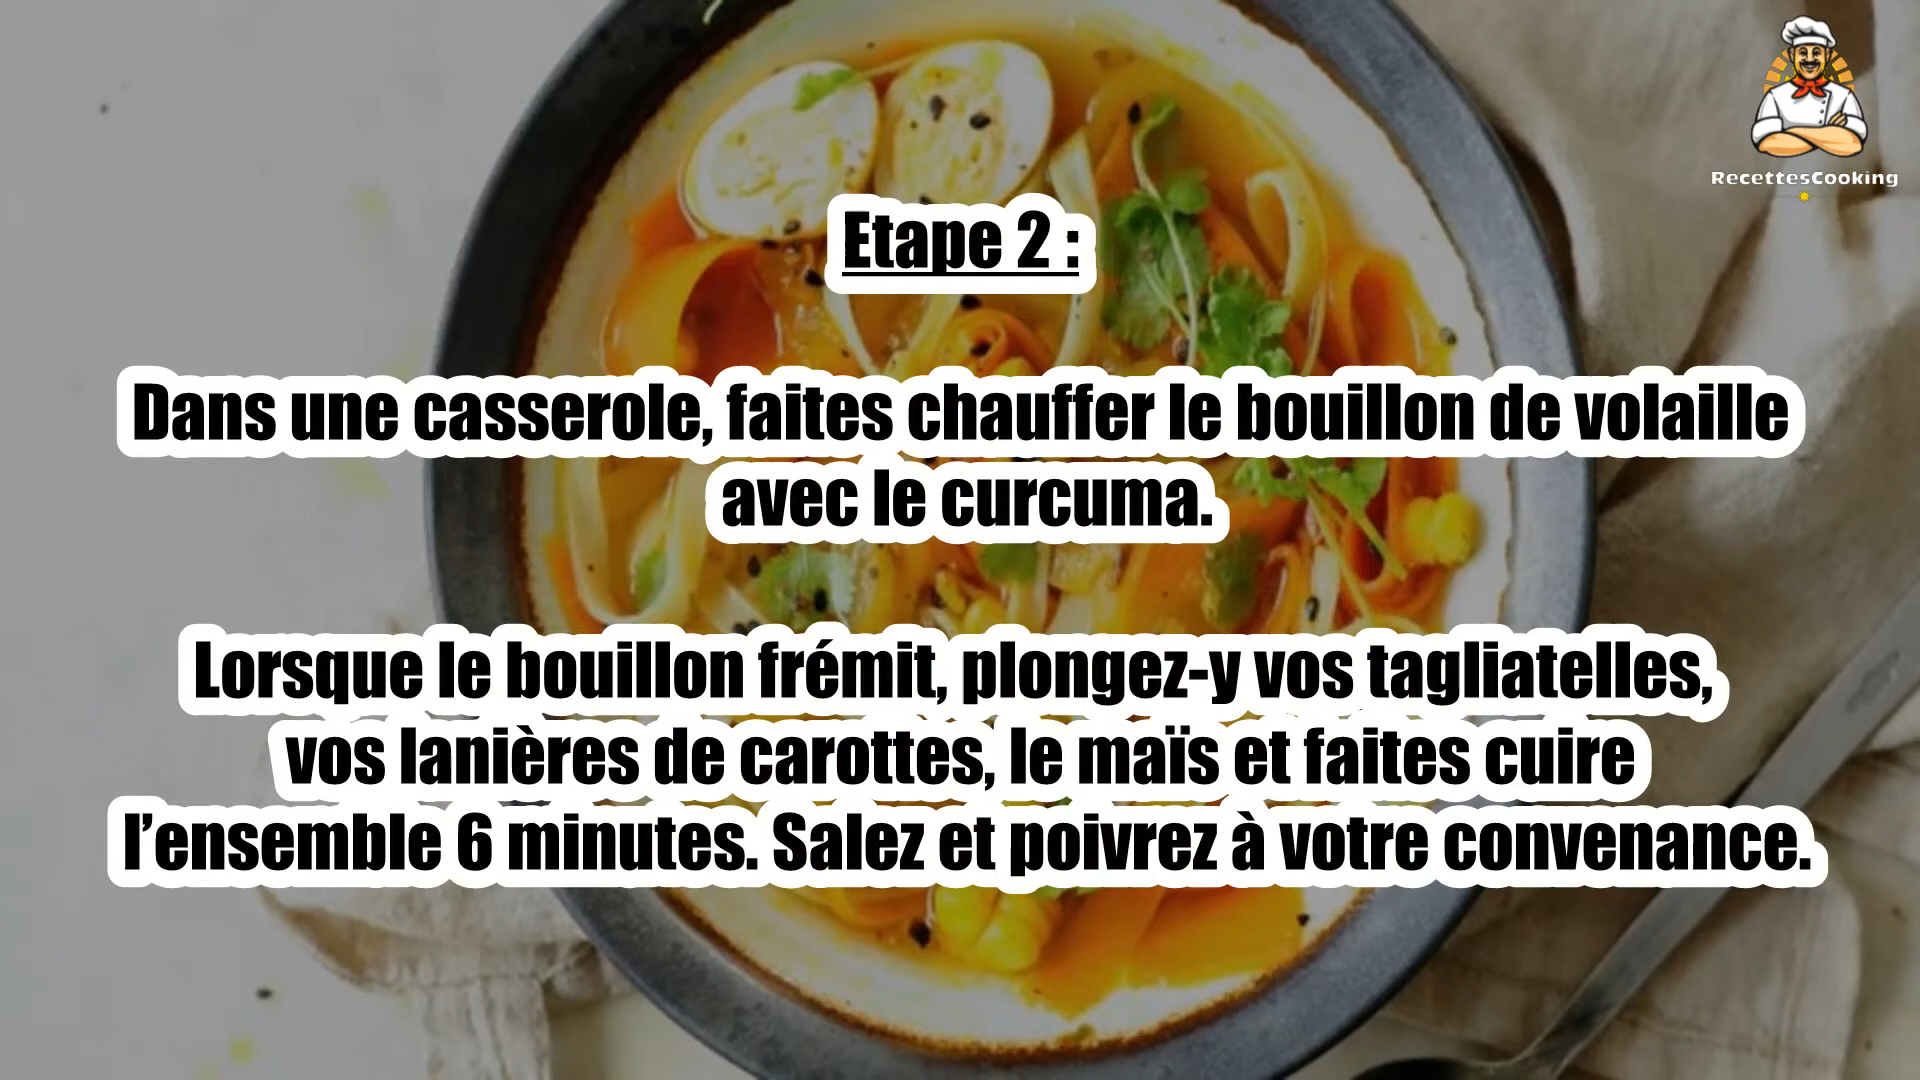 RecettesCooking
Etape 2 :
Dans une casserole, faites chauffer le bouillon de volaille
avec le curcuma.
Lorsque le bouillon frémit, plongez-y vos tagliatelles,
vos lanières de carottes, le maïs et faites cuire
l’ensemble 6 minutes. Salez et poivrez à votre convenance.